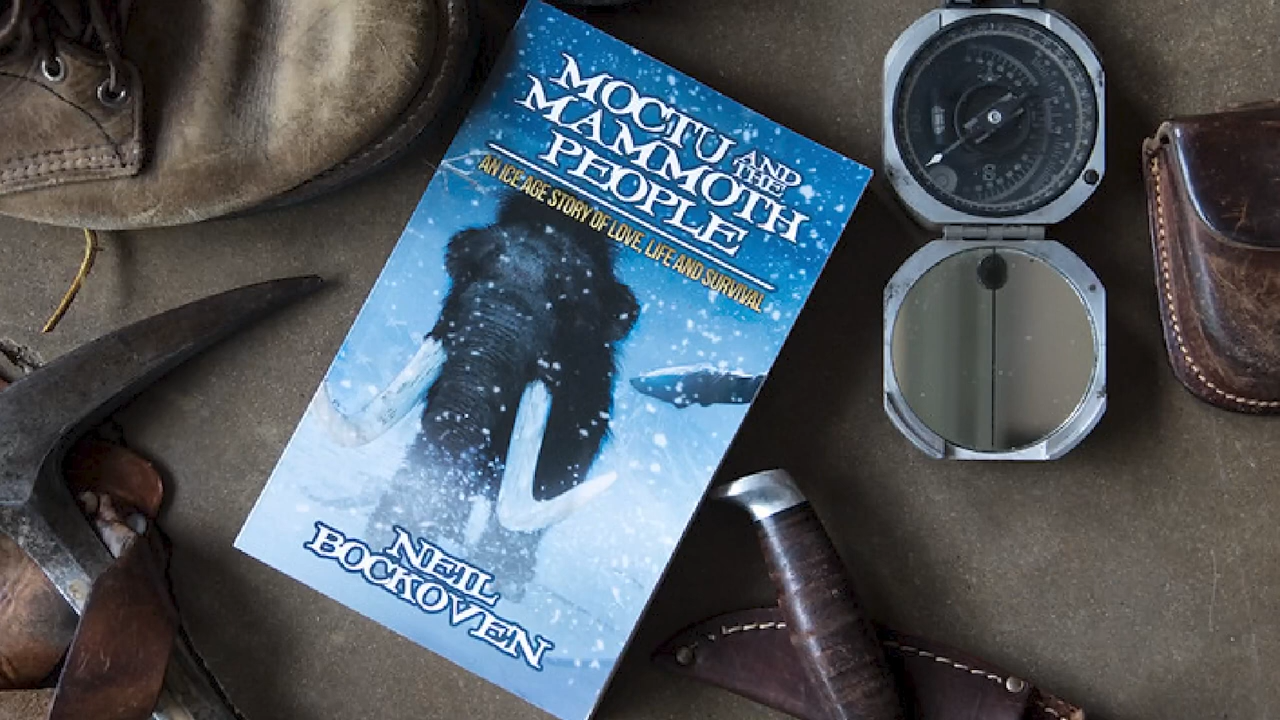 MOCTU AND
THE
MAMMOTH
PEOPLE
AN ICE AGE STORY OF LOVE, LIFE AND SURVIVAL
NEIL
BOCKOVEN